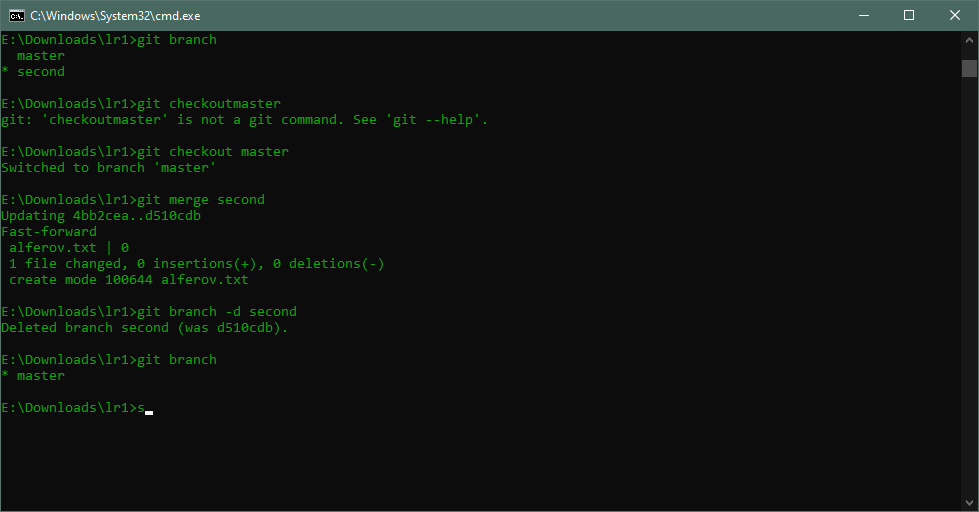 C:\Windows\System32\cmd.exe
E:\Downloads\lr1>git branch
  master
* second
E:\Downloads\lr1>git checkoutmaster
git: 'checkoutmaster' is not a git command. See 'git --help'.
E:\Downloads\lr1>git checkout master
Switched to branch 'master'
E:\Downloads\lr1>git merge second
Updating 4bb2cea..d510cdb
Fast-forward
 alferov.txt | 0
 1 file changed, 0 insertions(+), 0 deletions(-)
 create mode 100644 alferov.txt
E:\Downloads\lr1>git branch -d second
Deleted branch second (was d510cdb).
E:\Downloads\lr1>git branch
* master
E:\Downloads\lr1>s